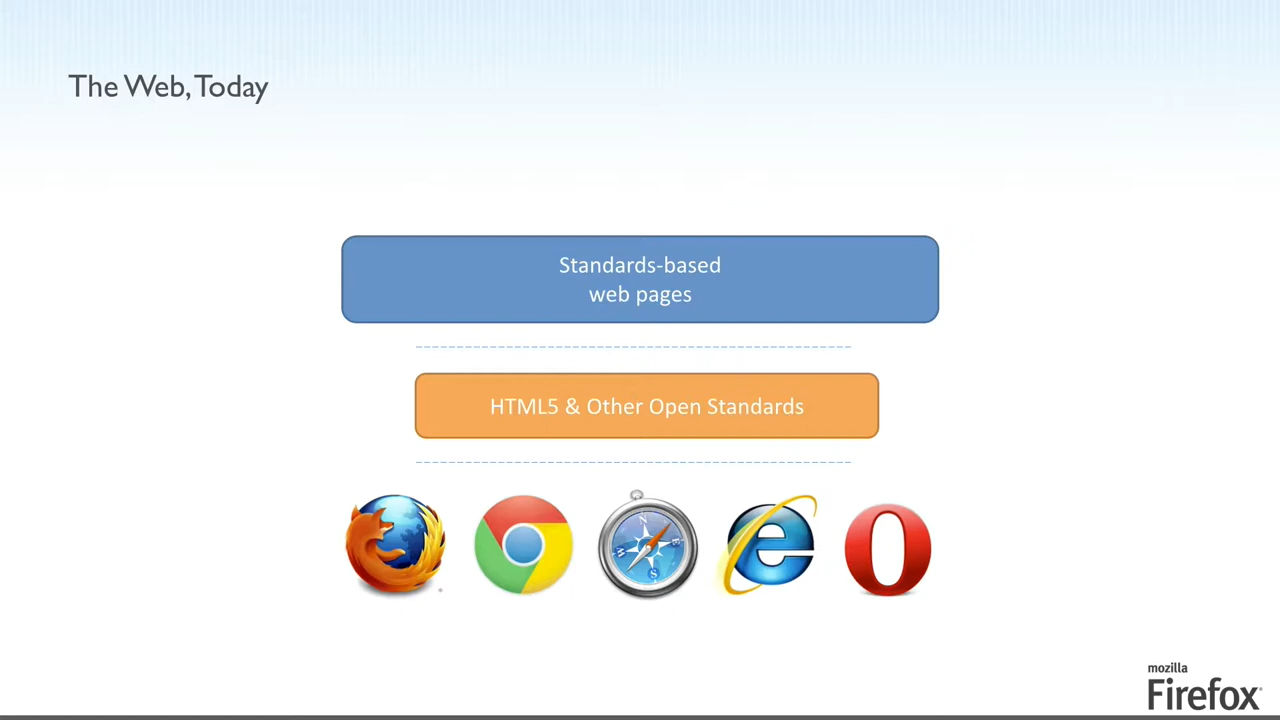 The Web, Today
Standards-based
web pages
HTML5 & Other Open Standards
mozilla
Firefox